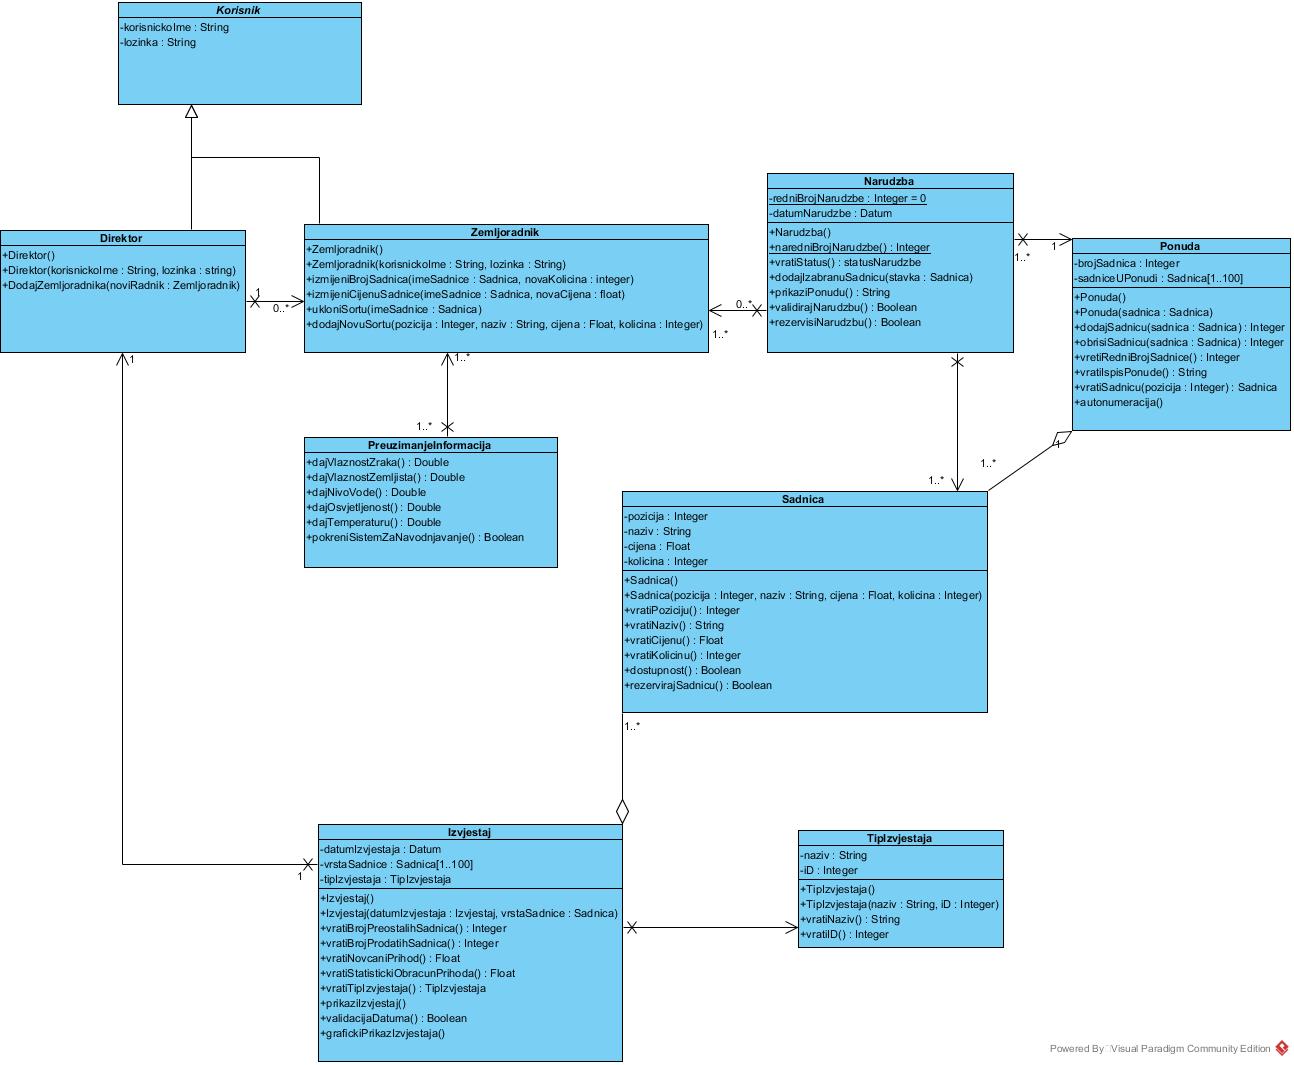 Korisnik
-korisnickoIme : String
-lozinka : String
Direktor
+Direktor()
+Direktor(korisnickoIme : String, lozinka : string)
+DodajZemljoradnika(noviRadnik : Zemljoradnik)
1
0..*
Zemljoradnik
+Zemljoradnik()
+Zemljoradnik(korisnickoIme : String, lozinka : String)
+izmijeniBrojSadnica(imeSadnice : Sadnica, novaKolicina : integer)
+izmijeniCijenuSadnice(imeSadnice : Sadnica, novaCijena : float)
+ukloniSortu(imeSadnice : Sadnica)
+dodajNovuSortu(pozicija : Integer, naziv : String, cijena : Float, kolicina : Integer)
0..*
1..*
Narudzba
-redniBrojNarudzbe : Integer = 0
-datumNarudzbe : Datum
+Narudzba()
+naredniBrojNarudzbe() : Integer
+vratiStatus() : statusNarudzbe
+dodajIzabranuSadnicu(stavka : Sadnica)
+prikaziPonudu() : String
+validirajNarudzbu() : Boolean
+rezervisiNarudzbu() : Boolean
1..*
1
Ponuda
-brojSadnica : Integer
-sadniceUPonudi : Sadnica[1..100]
+Ponuda()
+Ponuda(sadnica : Sadnica)
+dodajSadnicu(sadnica : Sadnica) : Integer
+obrisiSadnicu(sadnica : Sadnica) : Integer
+vretiRedniBrojSadnice() : Integer
+vratiIspisPonude() : String
+vratiSadnicu(pozicija : Integer) : Sadnica
+autonumeracija()
1
1..*
1..*
1
1..*
1..*
PreuzimanjeInformacija
+dajVlaznostZraka() : Double
+dajVlaznostZemljista() : Double
+dajNivoVode() : Double
+dajOsvjetljenost() : Double
+dajTemperaturu() : Double
+pokreniSistemZaNavodnjavanje() : Boolean
Sadnica
-pozicija : Integer
-naziv : String
-cijena : Float
-kolicina : Integer
+Sadnica()
+Sadnica(pozicija : Integer, naziv : String, cijena : Float, kolicina : Integer)
+vratiPoziciju() : Integer
+vratiNaziv() : String
+vratiCijenu() : Float
+vratiKolicinu() : Integer
+dostupnost() : Boolean
+rezervirajSadnicu() : Boolean
1..*
1
Izvjestaj
-datumIzvjestaja : Datum
-vrstaSadnice : Sadnica[1..100]
-tipIzvjestaja : TipIzvjestaja
+Izvjestaj()
+Izvjestaj(datumIzvjestaja : Izvjestaj, vrstaSadnice : Sadnica)
+vratiBrojPreostalihSadnica() : Integer
+vratiBrojProdatihSadnica() : Integer
+vratiNovcaniPrihod() : Float
+vratiStatistickiObracunPrihoda() : Float
+vratiTipIzvjestaja() : TipIzvjestaja
+prikaziIzvjestaj()
+validacijaDatuma() : Boolean
+grafickiPrikazIzvjestaja()
TipIzvjestaja
-naziv : String
-iD : Integer
+TipIzvjestaja()
+TipIzvjestaja(naziv : String, iD : Integer)
+vratiNaziv() : String
+vratiID() : Integer
Powered By Visual Paradigm Community Edition